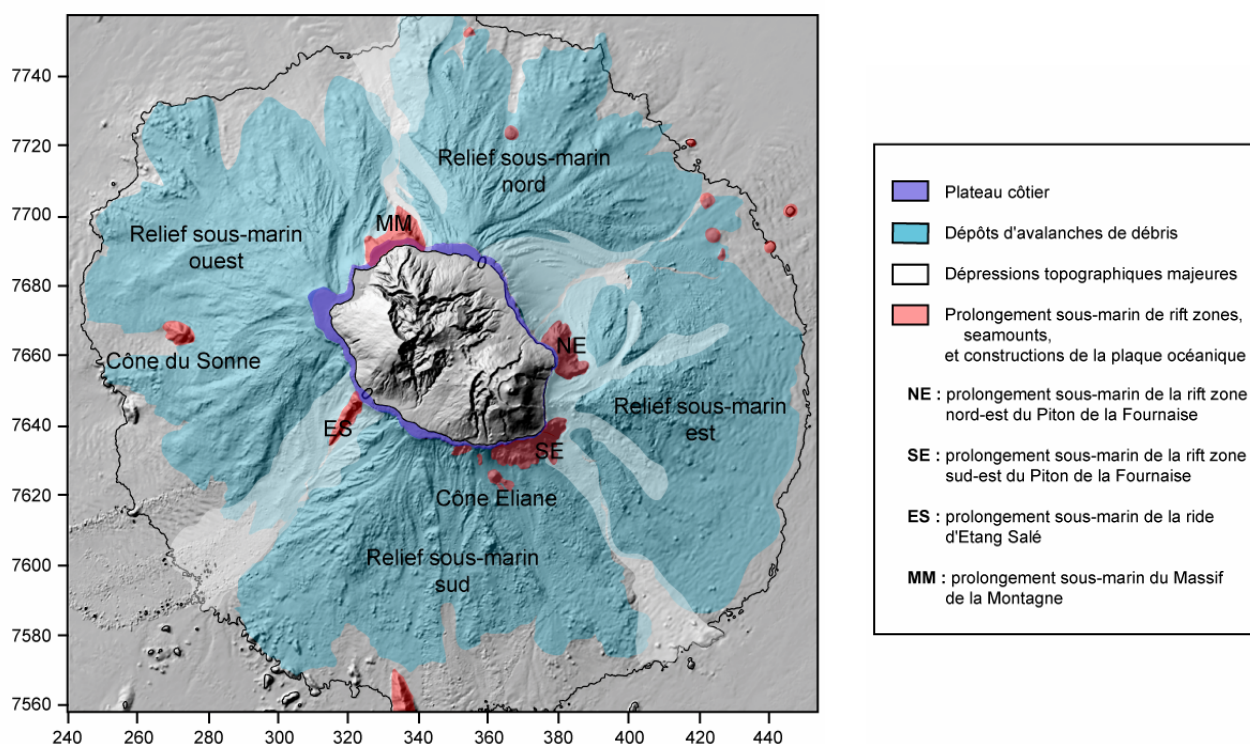 7740
7720
7700
7680
7660
7640
7620
7600
7580
7560
240
260
280
300
320
340
360
380
400
420
440
Relief sous-marin
nord
MM
Relief sous-marin
ouest
0
Cône du Sonne
NE
0
ES
Relief sous-marin
est
SE
Cône Eliane
Relief sous-marin
sud
Plateau côtier
Dépôts d'avalanches de débris
Dépressions topographiques majeures
Prolongement sous-marin de rift zones,
seamounts,
et constructions de la plaque océanique
NE : prolongement sous-marin de la rift zone
nord-est du Piton de la Fournaise
SE : prolongement sous-marin de la rift zone
sud-est du Piton de la Fournaise
ES : prolongement sous-marin de la ride
d'Etang Salé
MM : prolongement sous-marin du Massif
de la Montagne